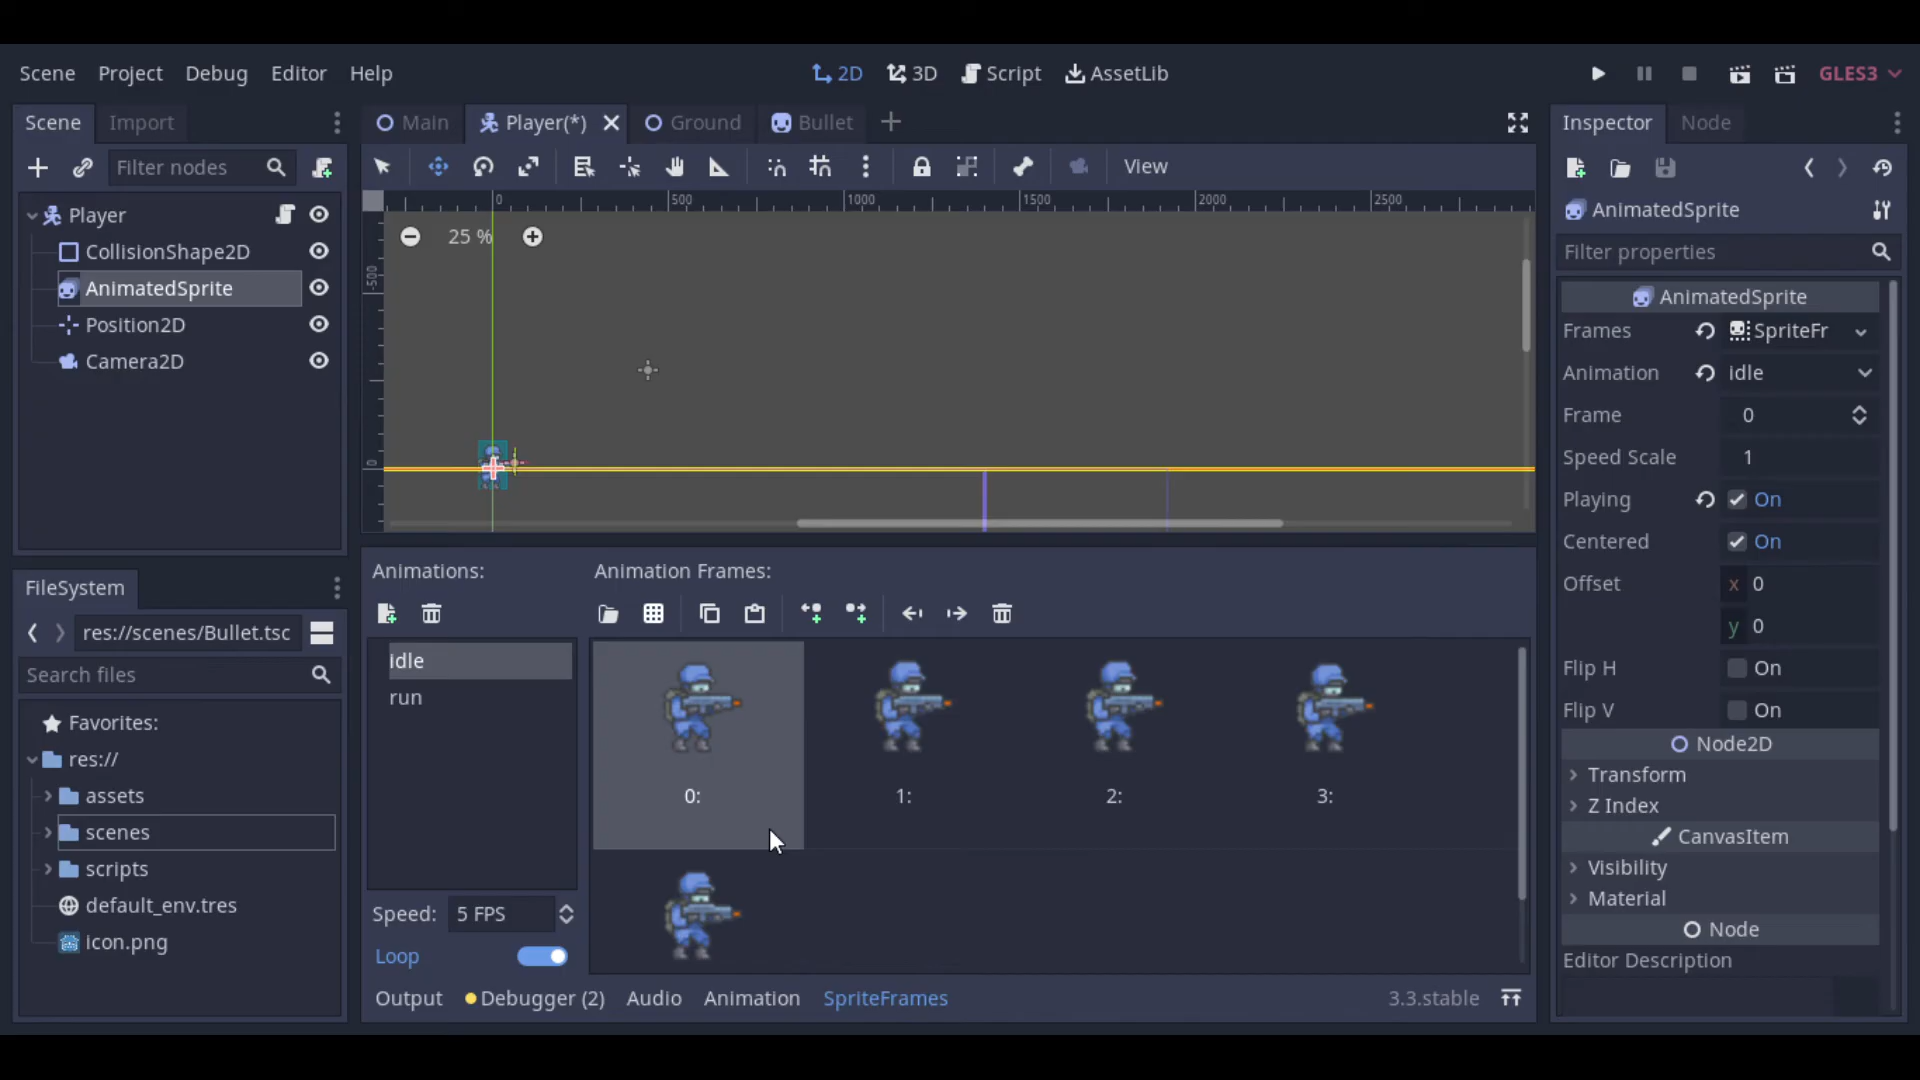 Scene Project Debug Editor Help
2D 3D Script AssetLib
GLES3
Scene Import
Filter nodes
Player
CollisionShape2D
AnimatedSprite
Position2D
Camera2D
FileSystem
res://scenes/Bullet.tsc
Search files
Favorites:
res://
assets
scenes
scripts
default_env.tres
icon.png
Main Player(*) Ground Bullet
View
0 500 1000 1500 2000 2500
-500
0
25 %
Animations:
idle
run
Speed: 5 FPS
Loop
Animation Frames:
0: 1: 2: 3:
Output Debugger (2) Audio Animation SpriteFrames 3.3.stable
Inspector Node
AnimatedSprite
Filter properties
AnimatedSprite
Frames SpriteFr
Animation idle
Frame 0
Speed Scale 1
Playing On
Centered On
Offset x 0
y 0
Flip H On
Flip V On
Node2D
Transform
Z Index
CanvasItem
Visibility
Material
Node
Editor Description